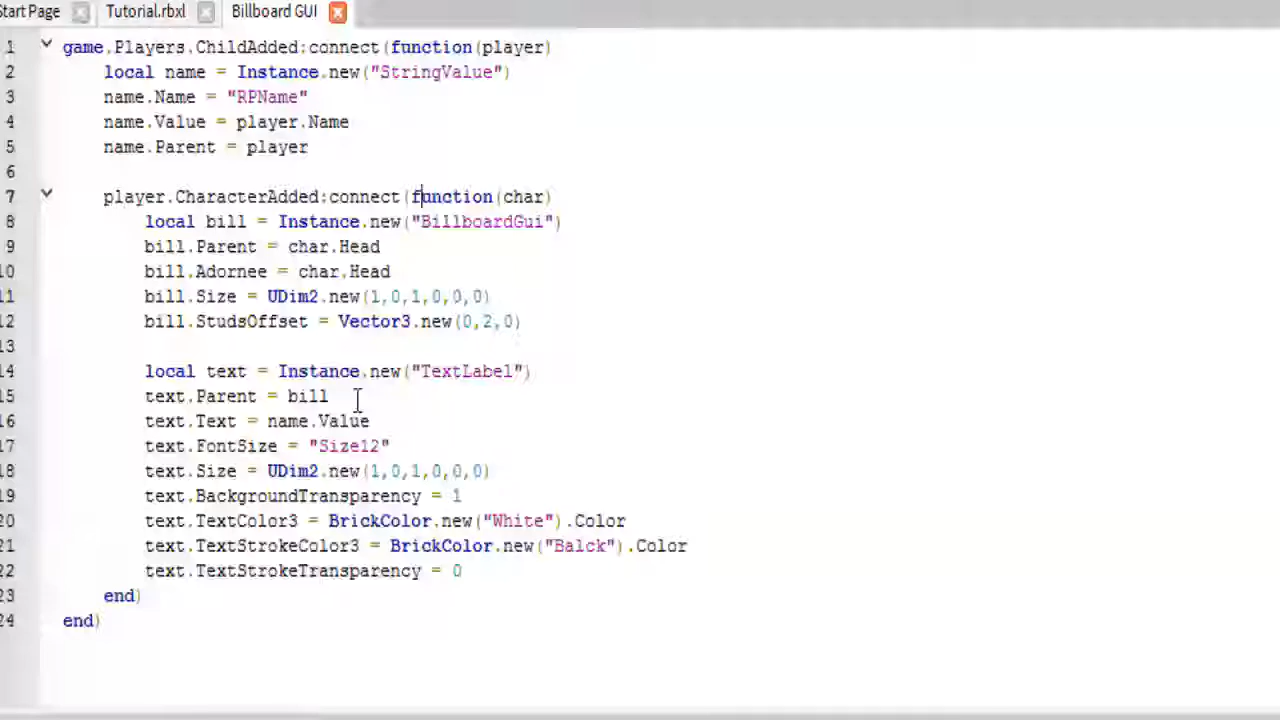 Start Page Tutorial.rbxl Billboard GUI
1 game.Players.ChildAdded:connect(function(player)
2 local name = Instance.new("StringValue")
3 name.Name = "RPName"
4 name.Value = player.Name
5 name.Parent = player
6
7 player.CharacterAdded:connect(function(char)
8 local bill = Instance.new("BillboardGui")
9 bill.Parent = char.Head
10 bill.Adornee = char.Head
11 bill.Size = UDim2.new(1,0,1,0,0,0)
12 bill.StudsOffset = Vector3.new(0,2,0)
13
14 local text = Instance.new("TextLabel")
15 text.Parent = bill
16 text.Text = name.Value
17 text.FontSize = "Size12"
18 text.Size = UDim2.new(1,0,1,0,0,0)
19 text.BackgroundTransparency = 1
20 text.TextColor3 = BrickColor.new("White").Color
21 text.TextStrokeColor3 = BrickColor.new("Balck").Color
22 text.TextStrokeTransparency = 0
23 end)
24 end)